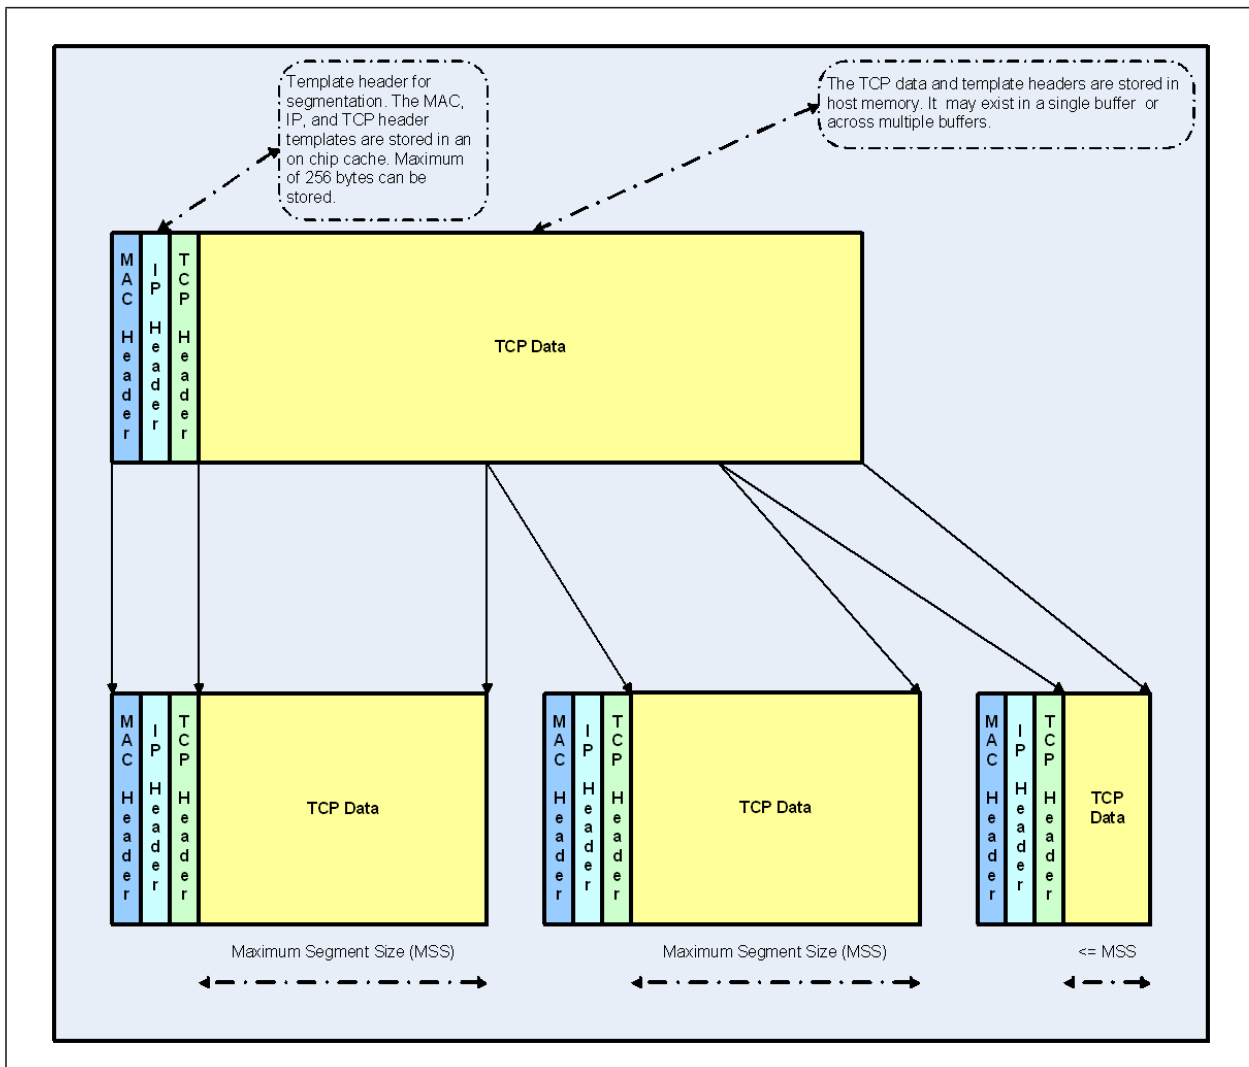 Template header for
segmentation. The MAC,
IP, and TCP header
templates are stored in an
on chip cache. Maximum
of 256 bytes can be
stored.
The TCP data and template headers are stored in
host memory. It may exist in a single buffer or
across multiple buffers.
MAC Header
IP Header
TCP Header
TCP Data
MAC Header
IP Header
TCP Header
TCP Data
MAC Header
IP Header
TCP Header
TCP Data
MAC Header
IP Header
TCP Header
TCP
Data
Maximum Segment Size (MSS)
Maximum Segment Size (MSS)
<= MSS